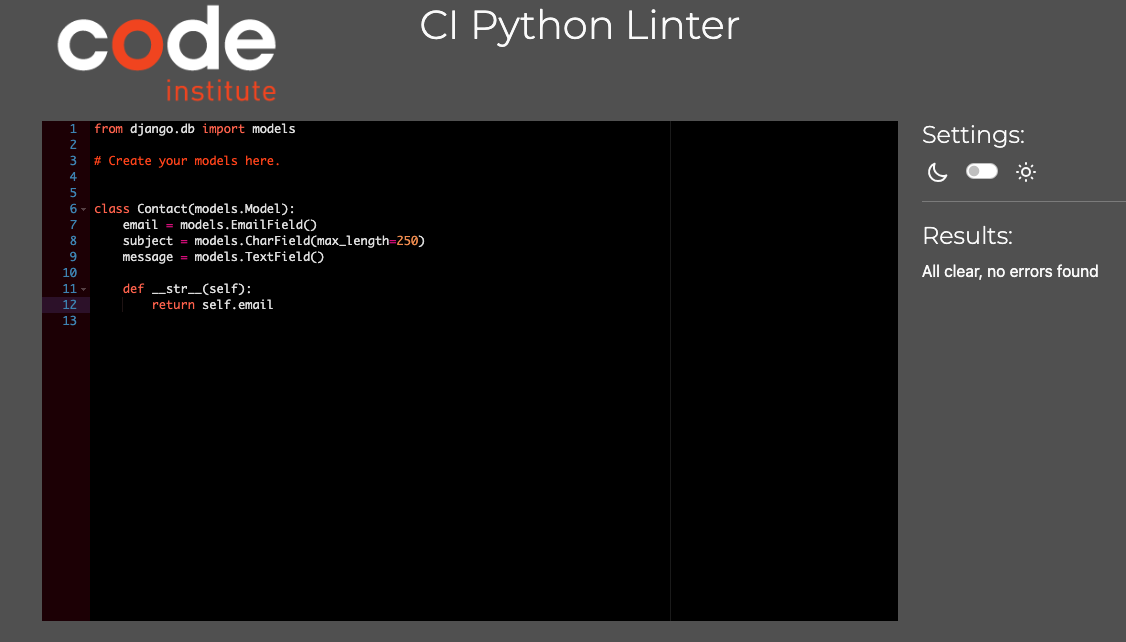 code
institute
CI Python Linter
1 from django.db import models
2
3 # Create your models here.
4
5
6 class Contact(models.Model):
7     email = models.EmailField()
8     subject = models.CharField(max_length=250)
9     message = models.TextField()
10
11     def __str__(self):
12         return self.email
13
Settings:
Results:
All clear, no errors found